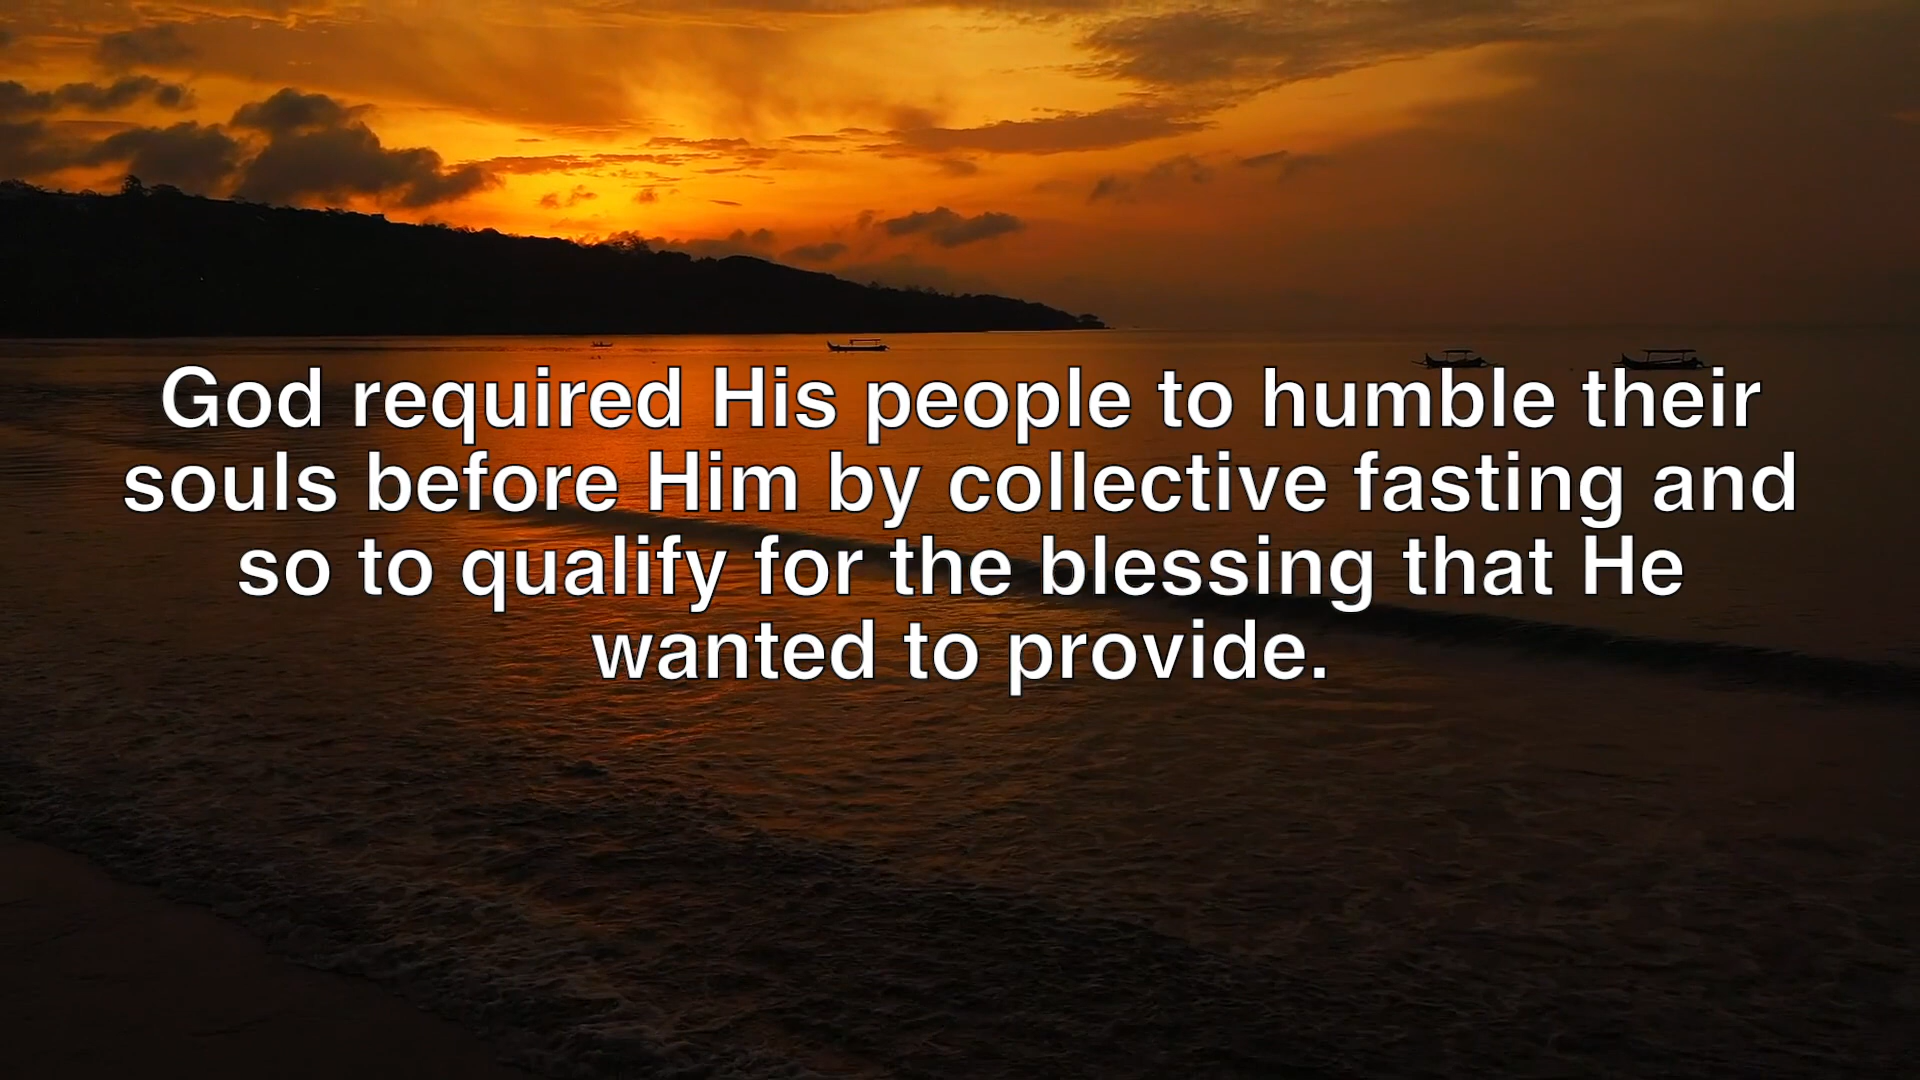 God required His people to humble their
souls before Him by collective fasting and
so to qualify for the blessing that He
wanted to provide.